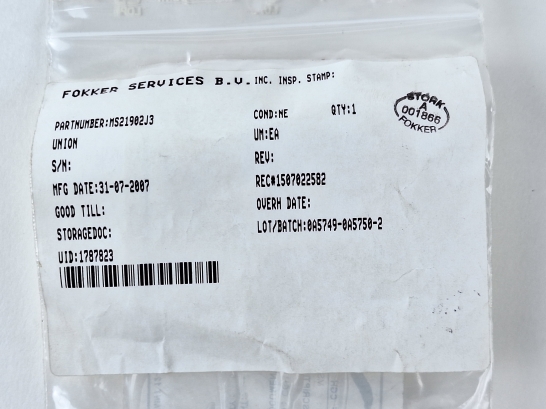 FOKKER SERVICES B.V. INC. INSP. STAMP:
PARTNUMBER:MS21902J3 COND:NE QTY:1
UNION UM:EA
S/N: REV:
MFG DATE:31-07-2007 REC#1507022582
GOOD TILL: OVERH DATE:
STORAGEDOC: LOT/BATCH:0A5749-0A5750-2
UID:1787823
STORK
A
001866
FOKKER